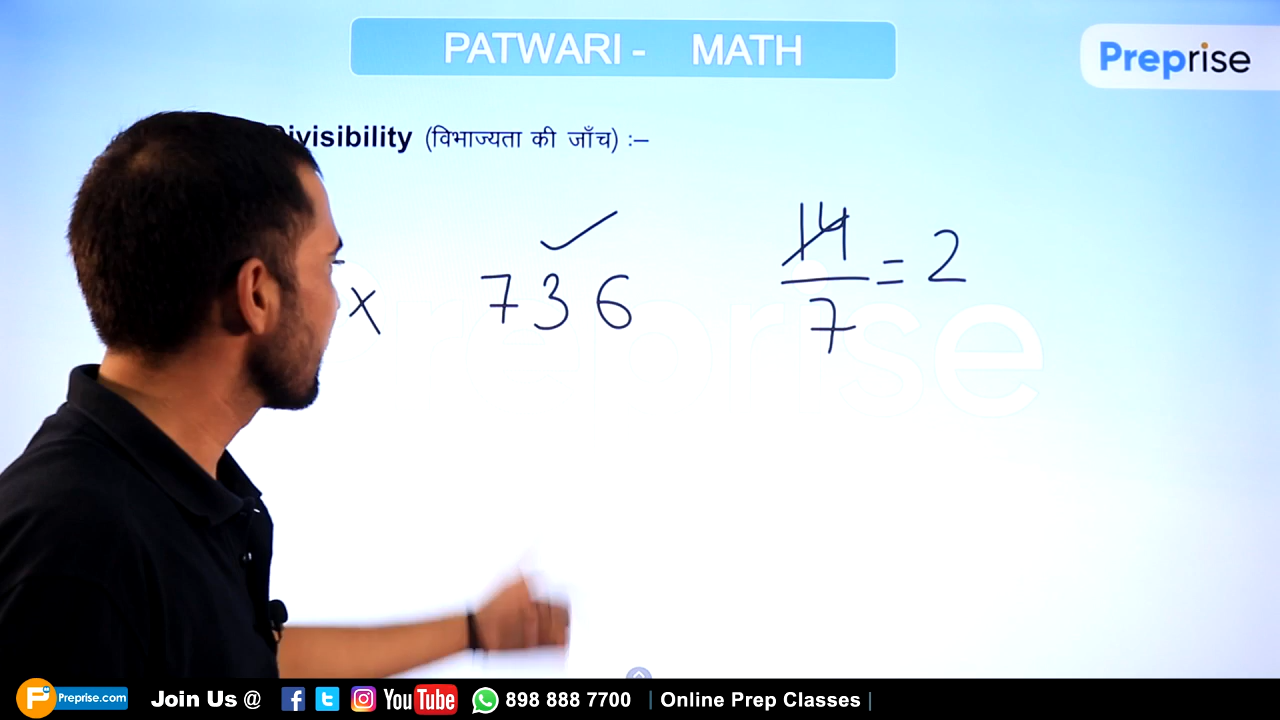 PATWARI - MATH
Preprise
Divisibility (विभाज्यता की जाँच) :–
14
x 736 = 2
7
Preprise.com Join Us @ YouTube 898 888 7700 | Online Prep Classes |